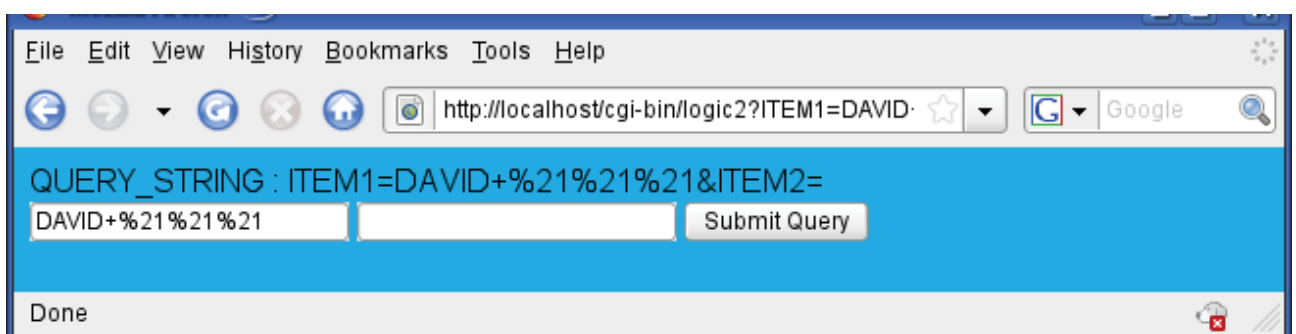 File Edit View History Bookmarks Tools Help
http://localhost/cgi-bin/logic2?ITEM1=DAVID G Google
QUERY_STRING : ITEM1=DAVID+%21%21%21&ITEM2=
DAVID+%21%21%21 Submit Query
Done